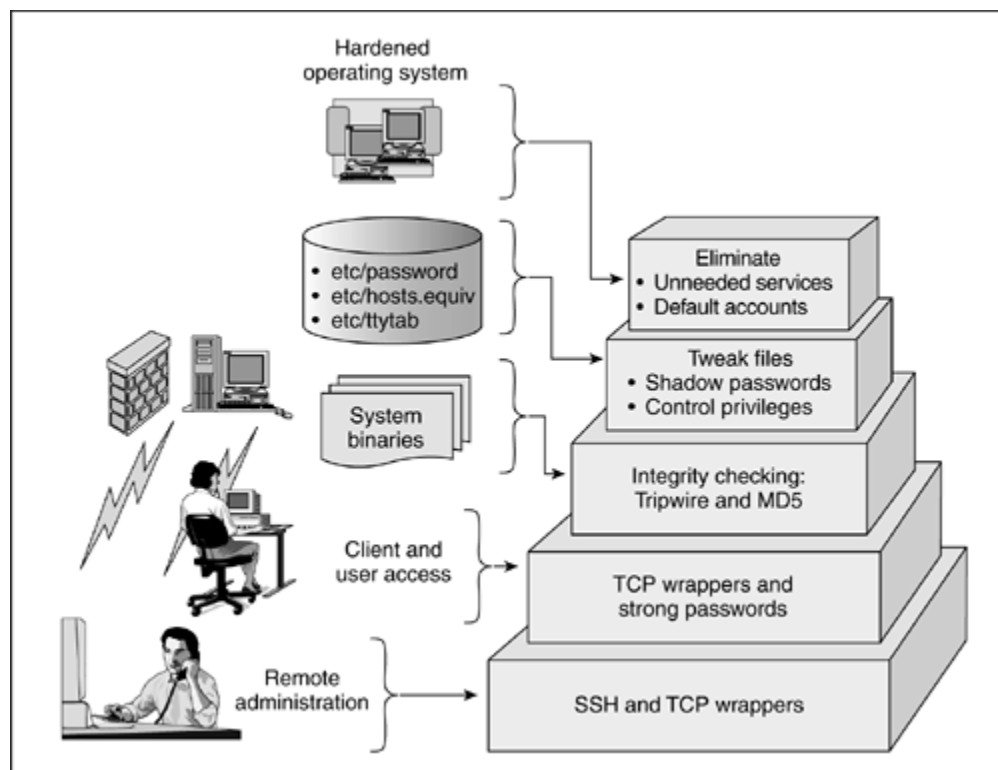 Hardened
operating system
• etc/password
• etc/hosts.equiv
• etc/ttytab
System
binaries
Client and
user access
Remote
administration
Eliminate
• Unneeded services
• Default accounts
Tweak files
• Shadow passwords
• Control privileges
Integrity checking:
Tripwire and MD5
TCP wrappers and
strong passwords
SSH and TCP wrappers